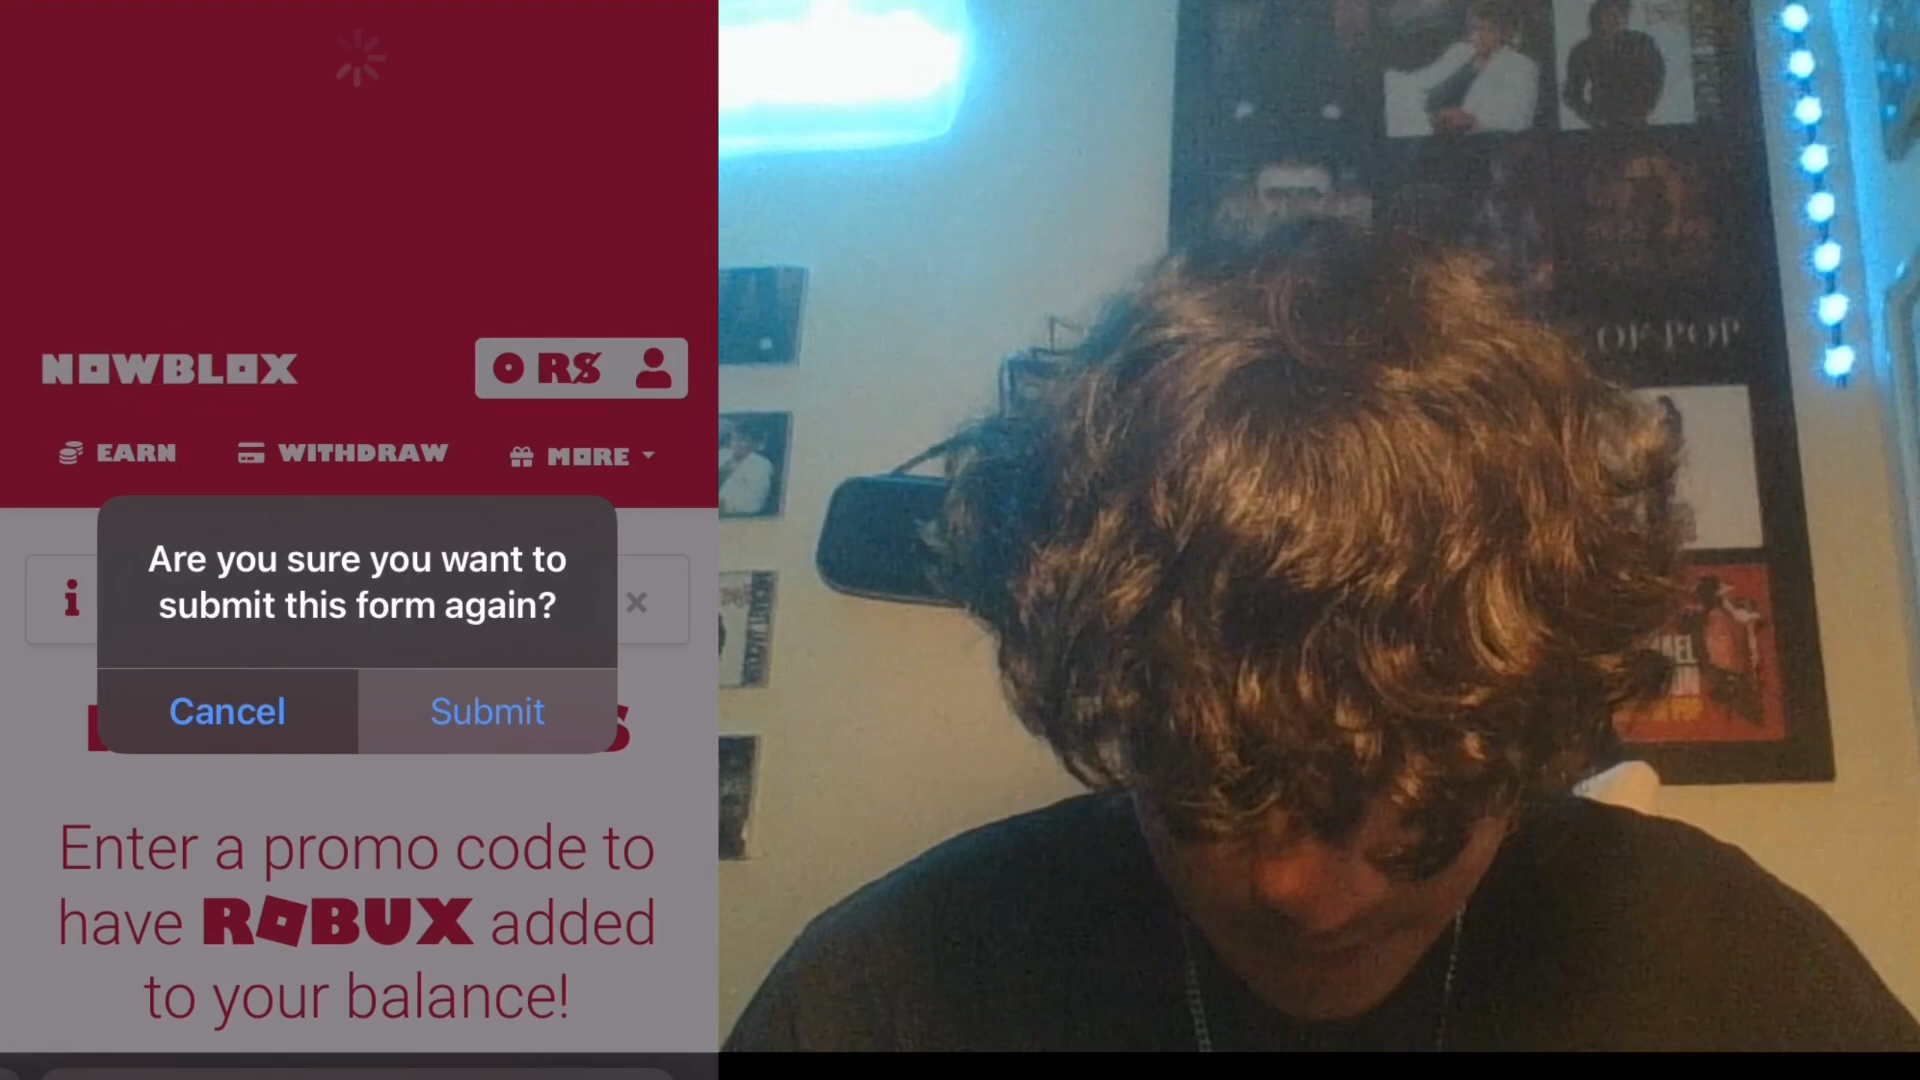 NOWBLOX
0 R$
EARN
WITHDRAW
MORE
Are you sure you want to
submit this form again?
Cancel
Submit
Enter a promo code to
have ROBUX added
to your balance!